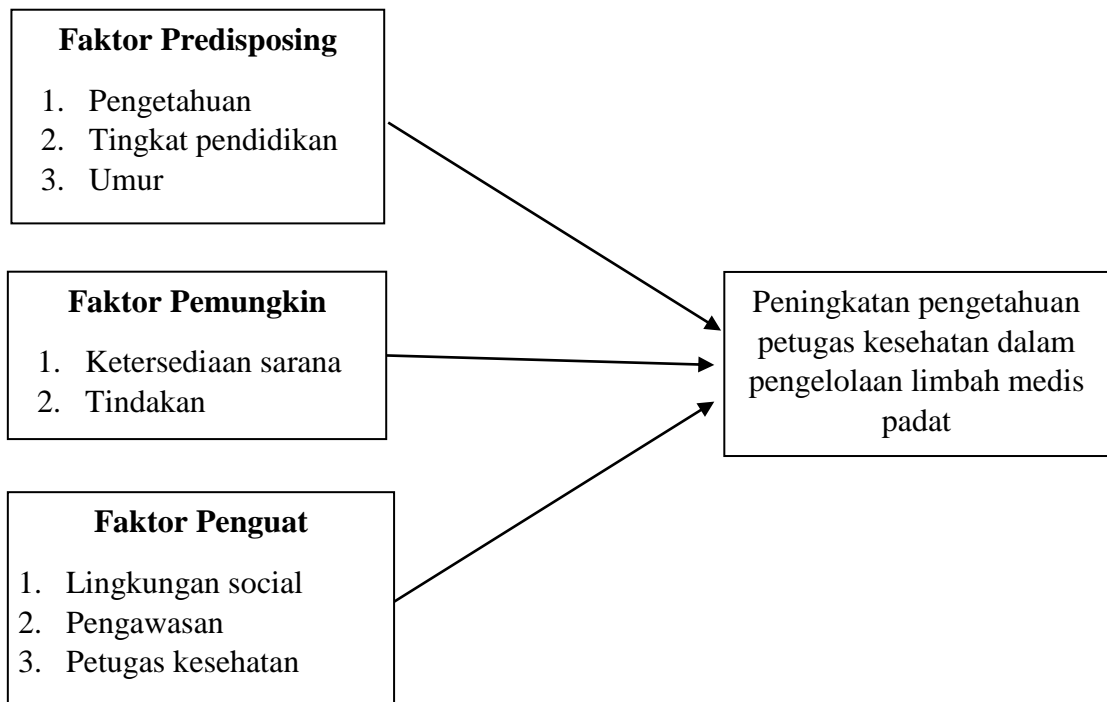 Faktor Predisposing
1. Pengetahuan
2. Tingkat pendidikan
3. Umur
Faktor Pemungkin
1. Ketersediaan sarana
2. Tindakan
Faktor Penguat
1. Lingkungan social
2. Pengawasan
3. Petugas kesehatan
Peningkatan pengetahuan
petugas kesehatan dalam
pengelolaan limbah medis
padat